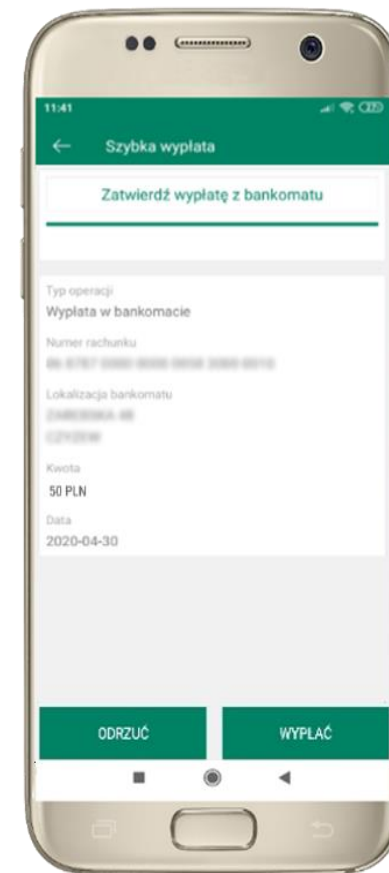 11:41
Szybka wypłata
Zatwierdź wypłatę z bankomatu
Typ operacji
Wypłata w bankomacie
Numer rachunku
Lokalizacja bankomatu
Kwota
50 PLN
Data
2020-04-30
ODRZUĆ
WYPŁAĆ